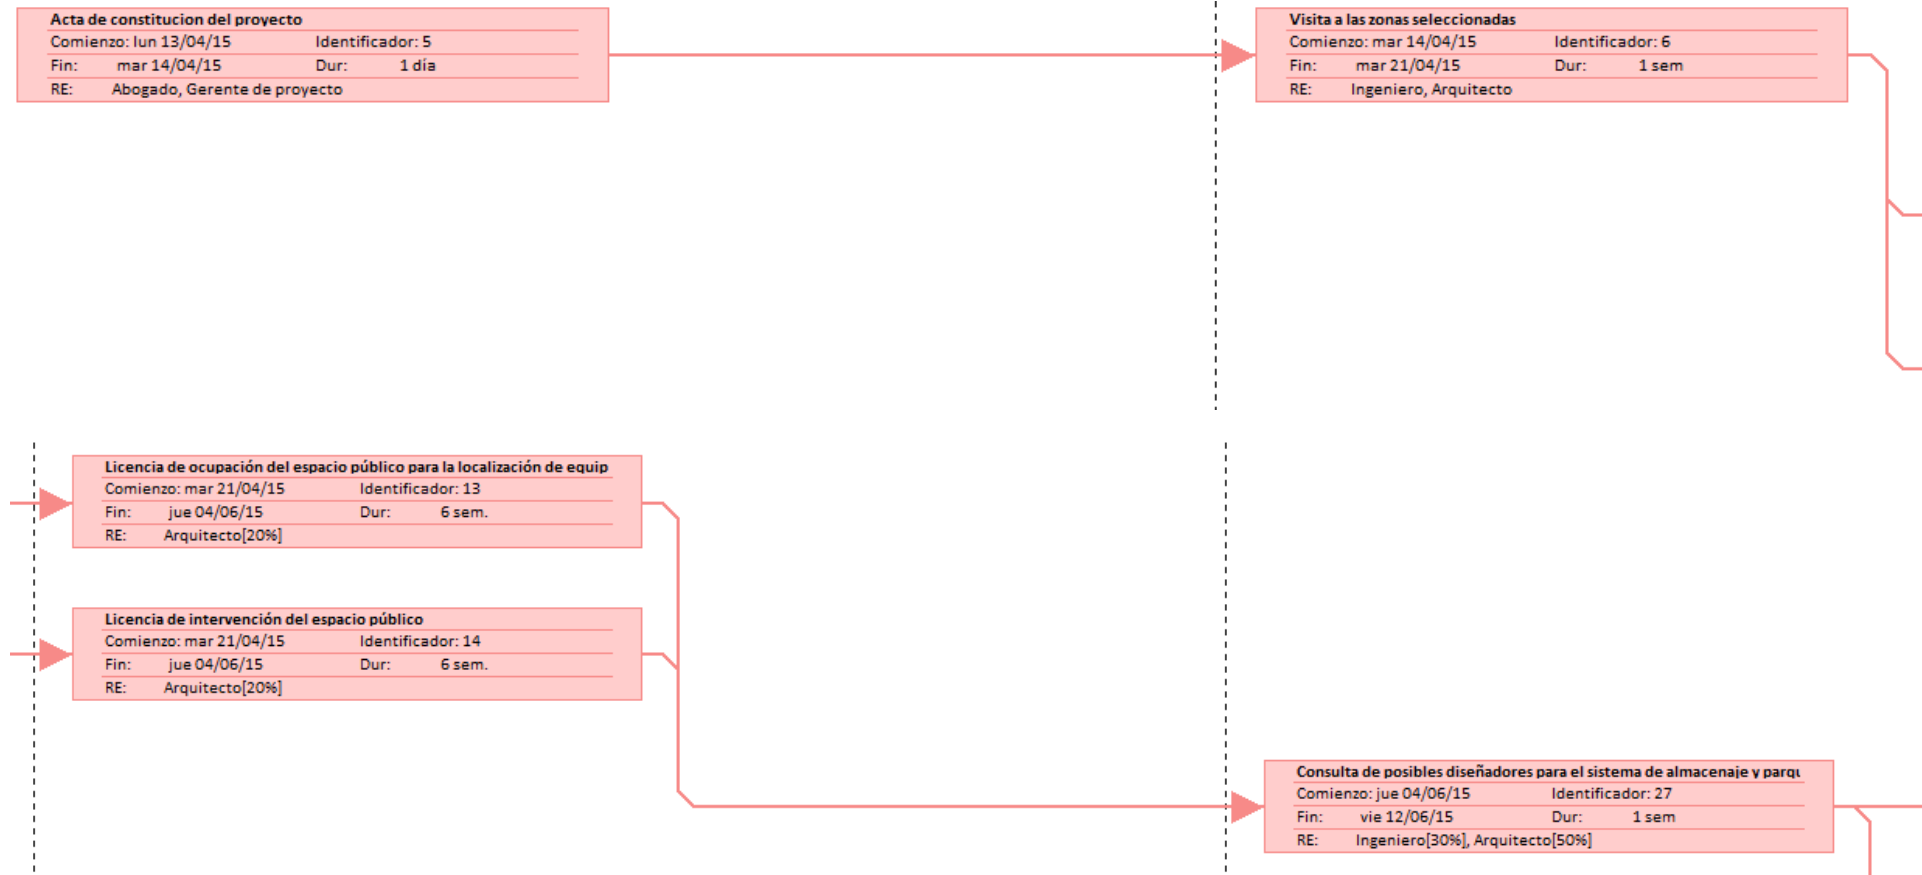 Acta de constitucion del proyecto
Comienzo: lun 13/04/15 Identificador: 5
Fin: mar 14/04/15 Dur: 1 día
RE: Abogado, Gerente de proyecto
Visita a las zonas seleccionadas
Comienzo: mar 14/04/15 Identificador: 6
Fin: mar 21/04/15 Dur: 1 sem
RE: Ingeniero, Arquitecto
Licencia de ocupación del espacio público para la localización de equip
Comienzo: mar 21/04/15 Identificador: 13
Fin: jue 04/06/15 Dur: 6 sem.
RE: Arquitecto[20%]
Licencia de intervención del espacio público
Comienzo: mar 21/04/15 Identificador: 14
Fin: jue 04/06/15 Dur: 6 sem.
RE: Arquitecto[20%]
Consulta de posibles diseñadores para el sistema de almacenaje y parqu
Comienzo: jue 04/06/15 Identificador: 27
Fin: vie 12/06/15 Dur: 1 sem
RE: Ingeniero[30%], Arquitecto[50%]